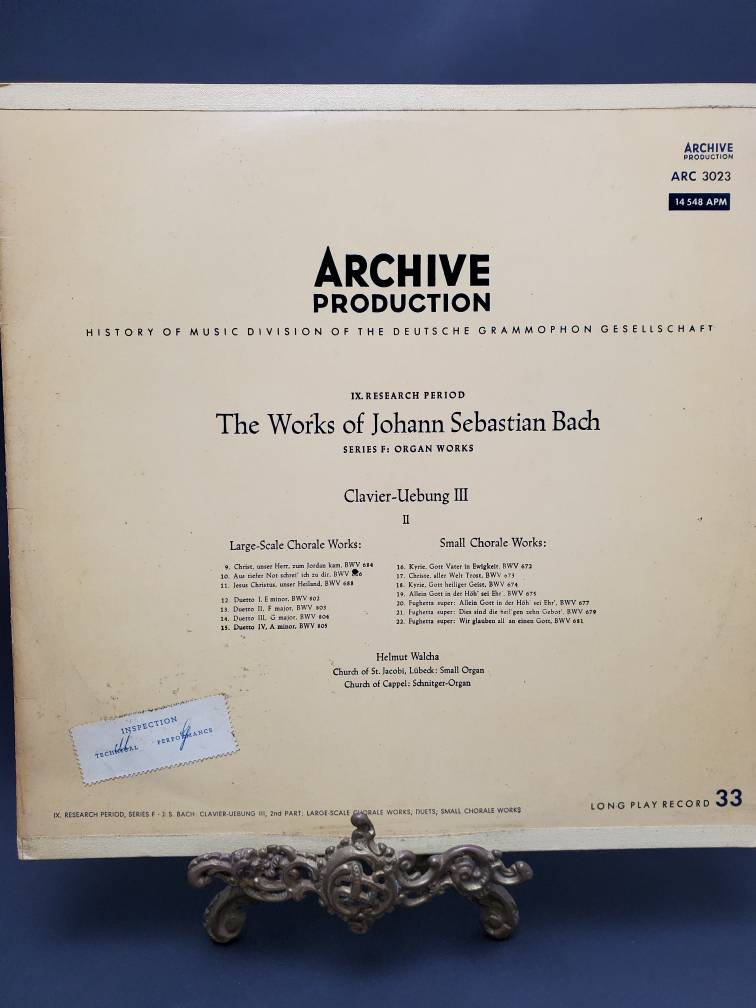 ARCHIVE
PRODUCTION
ARC 3023
14 548 APM
ARCHIVE
PRODUCTION
HISTORY OF MUSIC DIVISION OF THE DEUTSCHE GRAMMOPHON GESELLSCHAFT
IX. RESEARCH PERIOD
The Works of Johann Sebastian Bach
SERIES F: ORGAN WORKS
Clavier-Uebung III
II
Large-Scale Chorale Works:
9. Christ, unser Herr, zum Jordan kam, BWV 684
10. Aus tiefer Not schrei' ich zu dir, BWV
11. Jesus Christus, unser Heiland, BWV 688
12. Duetto I, E minor, BWV 802
13. Duetto II, F major, BWV 803
14. Duetto III, G major, BWV 804
15. Duetto IV, A minor, BWV 805
Small Chorale Works:
16. Kyrie, Gott Vater in Ewigkeit, BWV 672
17. Christe, aller Welt Trost, BWV 673
18. Kyrie, Gott heiliger Geist, BWV 674
19. Allein Gott in der Höh' sei Ehr', BWV 675
20. Fughetta super: Allein Gott in der Höh' sei Ehr', BWV 677
21. Fughetta super: Dies sind die heil'gen zehn Gebot', BWV 679
22. Fughetta super: Wir glauben all' an einen Gott, BWV 681
Helmut Walcha
Church of St. Jacobi, Lübeck: Small Organ
Church of Cappel: Schnitger-Organ
INSPECTION
TECHNICAL PERFORMANCE
IX. RESEARCH PERIOD, SERIES F · J. S. BACH: CLAVIER-UEBUNG III, 2nd PART: LARGE-SCALE CHORALE WORKS; DUETS; SMALL CHORALE WORKS
LONG PLAY RECORD 33